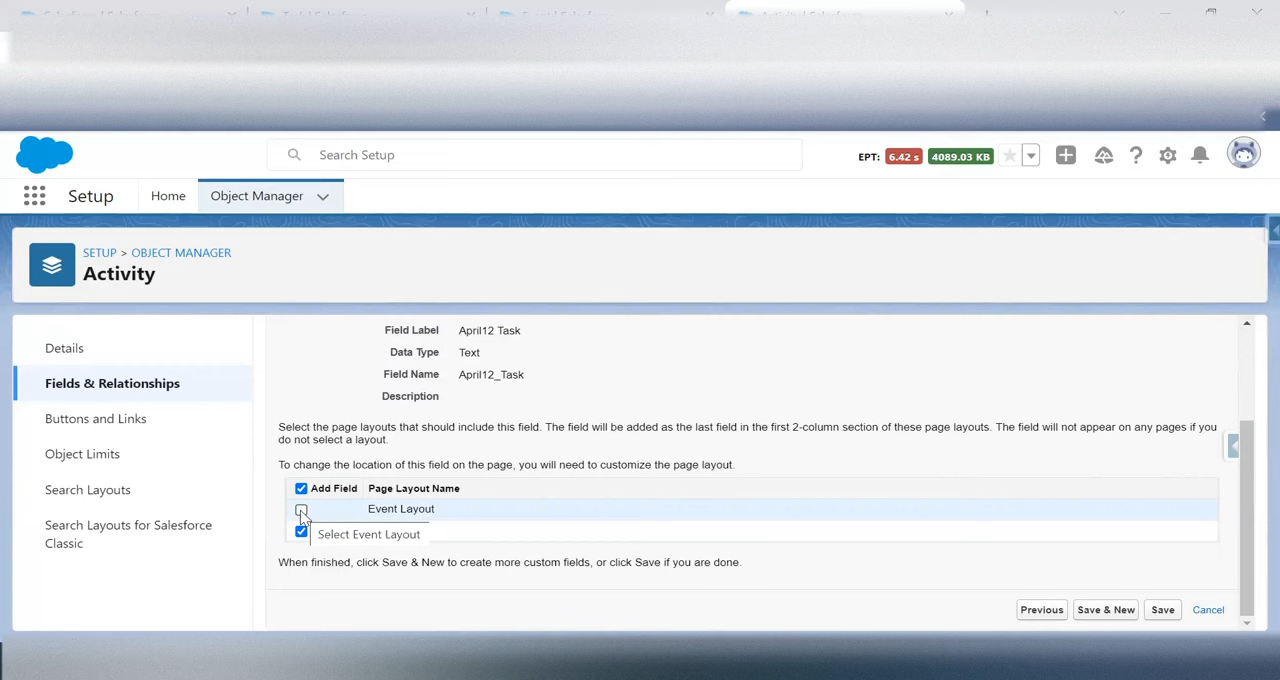 Search Setup
EPT: 6.42 s 4089.03 KB
Setup Home Object Manager
SETUP > OBJECT MANAGER
Activity
Details
Fields & Relationships
Buttons and Links
Object Limits
Search Layouts
Search Layouts for Salesforce
Classic
Field Label April12 Task
Data Type Text
Field Name April12_Task
Description
Select the page layouts that should include this field. The field will be added as the last field in the first 2-column section of these page layouts. The field will not appear on any pages if you
do not select a layout.
To change the location of this field on the page, you will need to customize the page layout.
Add Field Page Layout Name
Event Layout
Select Event Layout
When finished, click Save & New to create more custom fields, or click Save if you are done.
Previous Save & New Save Cancel